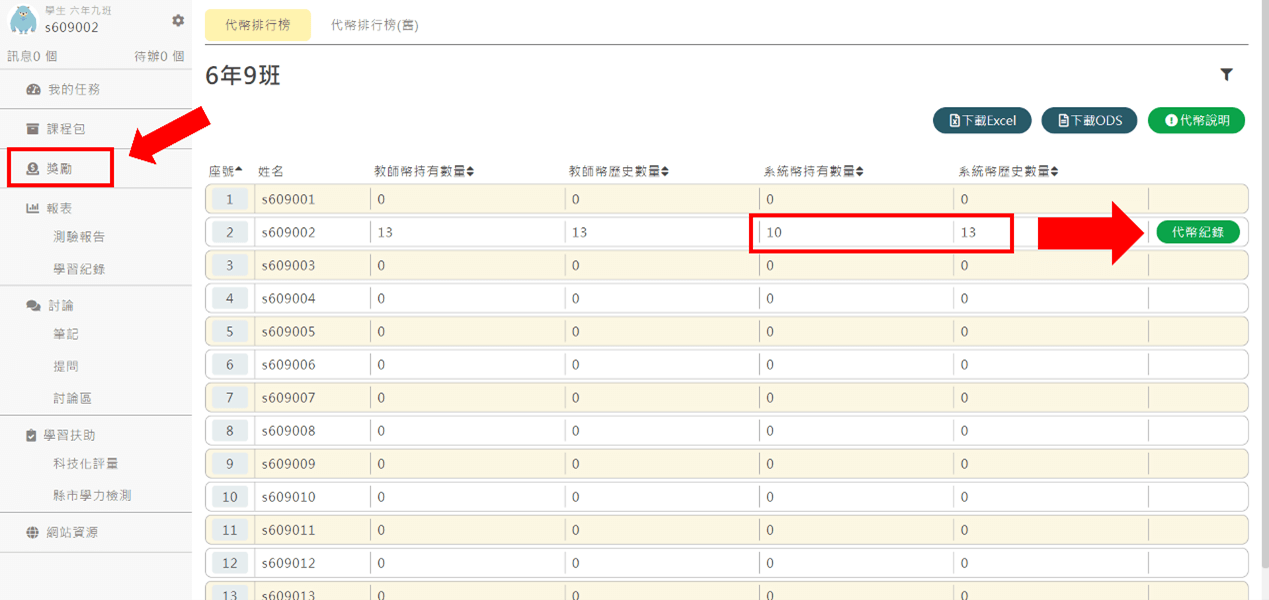 學生 六年九班
s609002
訊息0 個 待辦0 個
我的任務
課程包
獎勵
報表
測驗報告
學習紀錄
討論
筆記
提問
討論區
學習扶助
科技化評量
縣市學力檢測
網站資源
代幣排行榜 代幣排行榜(舊)
6年9班
下載Excel 下載ODS 代幣說明
座號 姓名 教師幣持有數量 教師幣歷史數量 系統幣持有數量 系統幣歷史數量
1 s609001 0 0 0 0
2 s609002 13 13 10 13 代幣紀錄
3 s609003 0 0 0 0
4 s609004 0 0 0 0
5 s609005 0 0 0 0
6 s609006 0 0 0 0
7 s609007 0 0 0 0
8 s609008 0 0 0 0
9 s609009 0 0 0 0
10 s609010 0 0 0 0
11 s609011 0 0 0 0
12 s609012 0 0 0 0
13 s609013 0 0 0 0